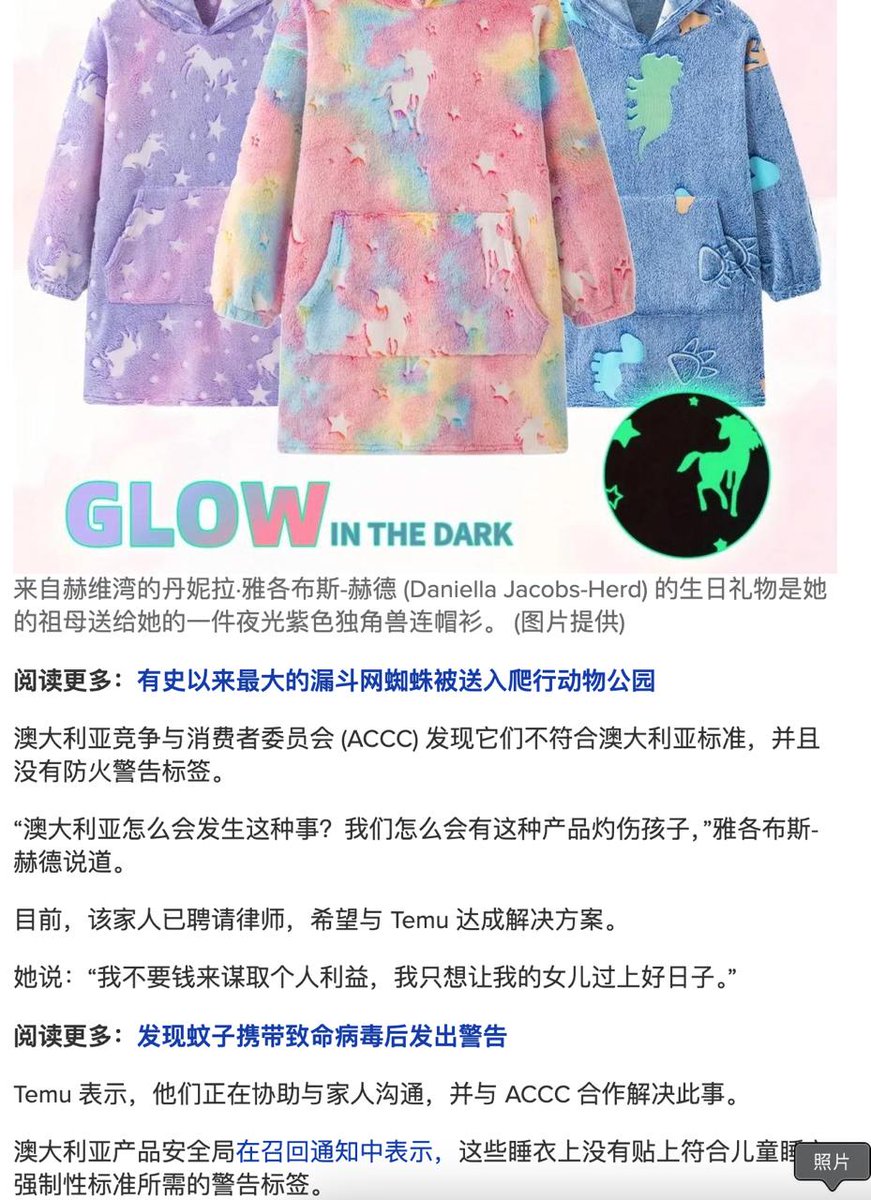 GLOW IN THE DARK
来自赫维湾的丹妮拉·雅各布斯-赫德 (Daniella Jacobs-Herd) 的生日礼物是她
的祖母送给她的一件夜光紫色独角兽连帽衫。 (图片提供)
阅读更多：有史以来最大的漏斗网蜘蛛被送入爬行动物公园
澳大利亚竞争与消费者委员会 (ACCC) 发现它们不符合澳大利亚标准，并且
没有防火警告标签。
“澳大利亚怎么会发生这种事？我们怎么会有这种产品灼伤孩子，”雅各布斯-
赫德说道。
目前，该家人已聘请律师，希望与 Temu 达成解决方案。
她说：“我不要钱来谋取个人利益，我只想让我的女儿过上好日子。”
阅读更多：发现蚊子携带致命病毒后发出警告
Temu 表示，他们正在协助与家人沟通，并与 ACCC 合作解决此事。
澳大利亚产品安全局在召回通知中表示，这些睡衣上没有贴上符合儿童睡
照片
强制性标准所需的警告标签。